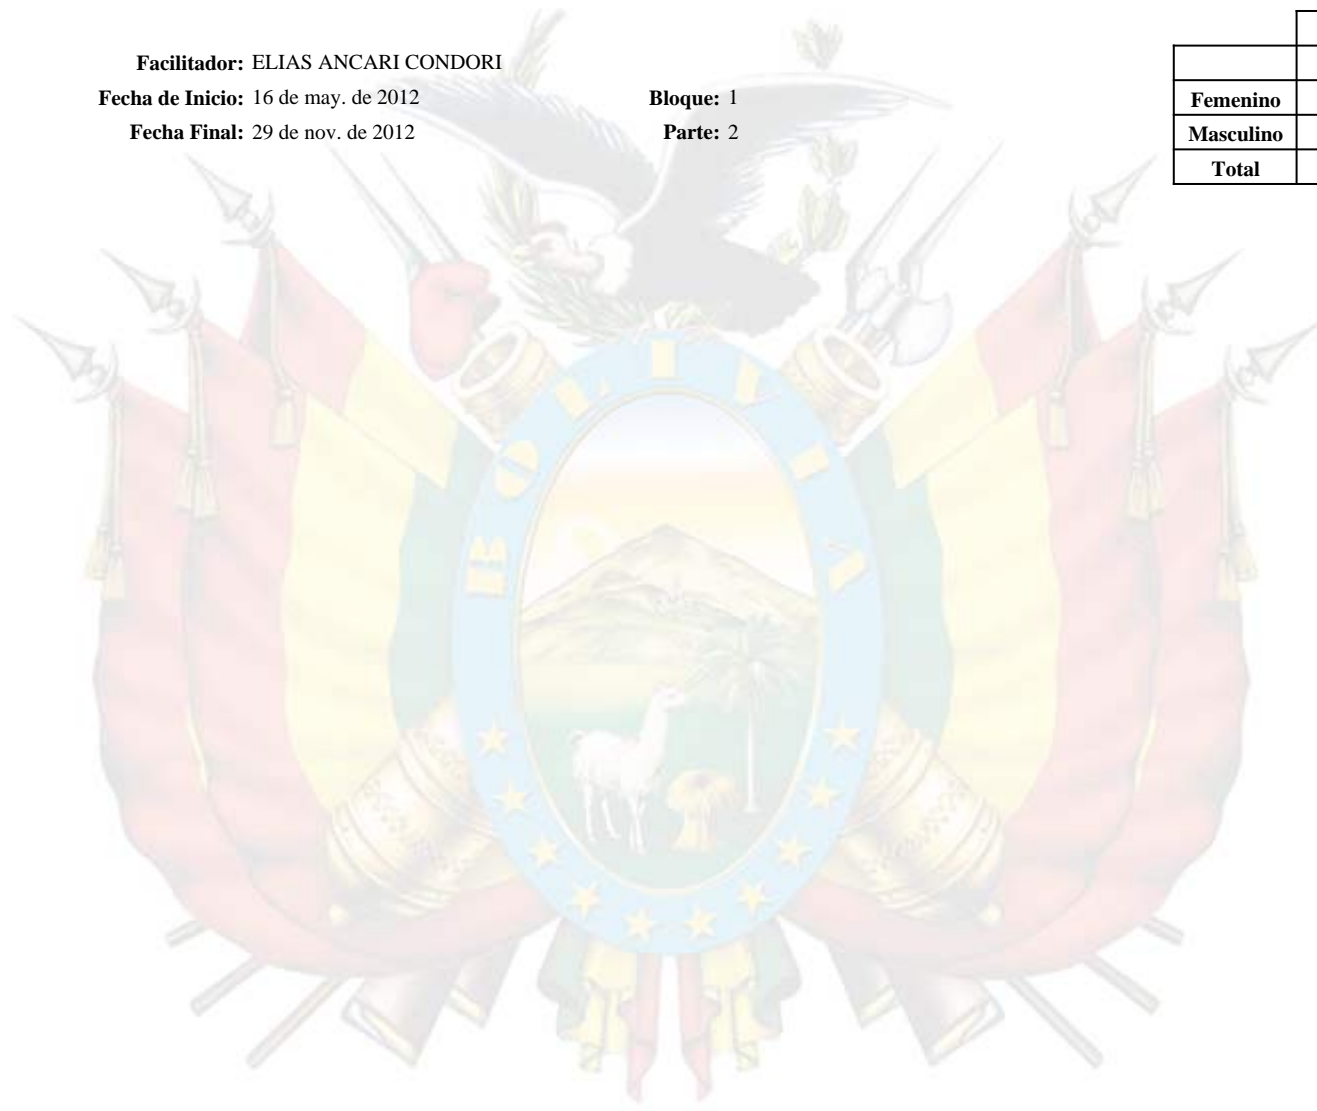 Facilitador: ELIAS ANCARI CONDORI
Fecha de Inicio: 16 de may. de 2012 Bloque: 1
Fecha Final: 29 de nov. de 2012 Parte: 2
Femenino
Masculino
Total
BOLIVIA